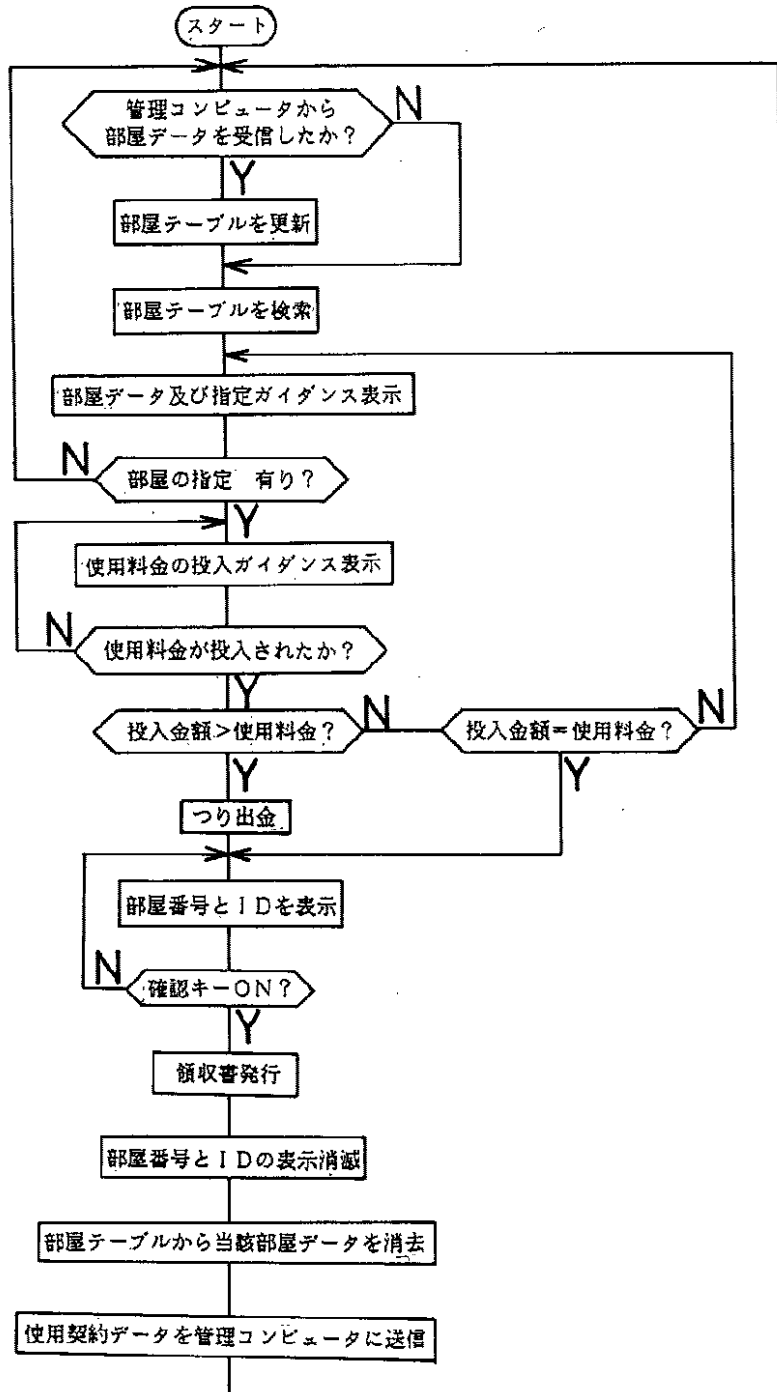 スタート
管理コンピュータから
部屋データを受信したか?
N
Y
部屋テーブルを更新
部屋テーブルを検索
部屋データ及び指定ガイダンス表示
N
部屋の指定 有り?
Y
使用料金の投入ガイダンス表示
N
使用料金が投入されたか?
Y
投入金額>使用料金?
N
投入金額=使用料金?
N
Y
Y
つり出金
部屋番号とIDを表示
N
確認キーON?
Y
領収書発行
部屋番号とIDの表示消滅
部屋テーブルから当該部屋データを消去
使用契約データを管理コンピュータに送信